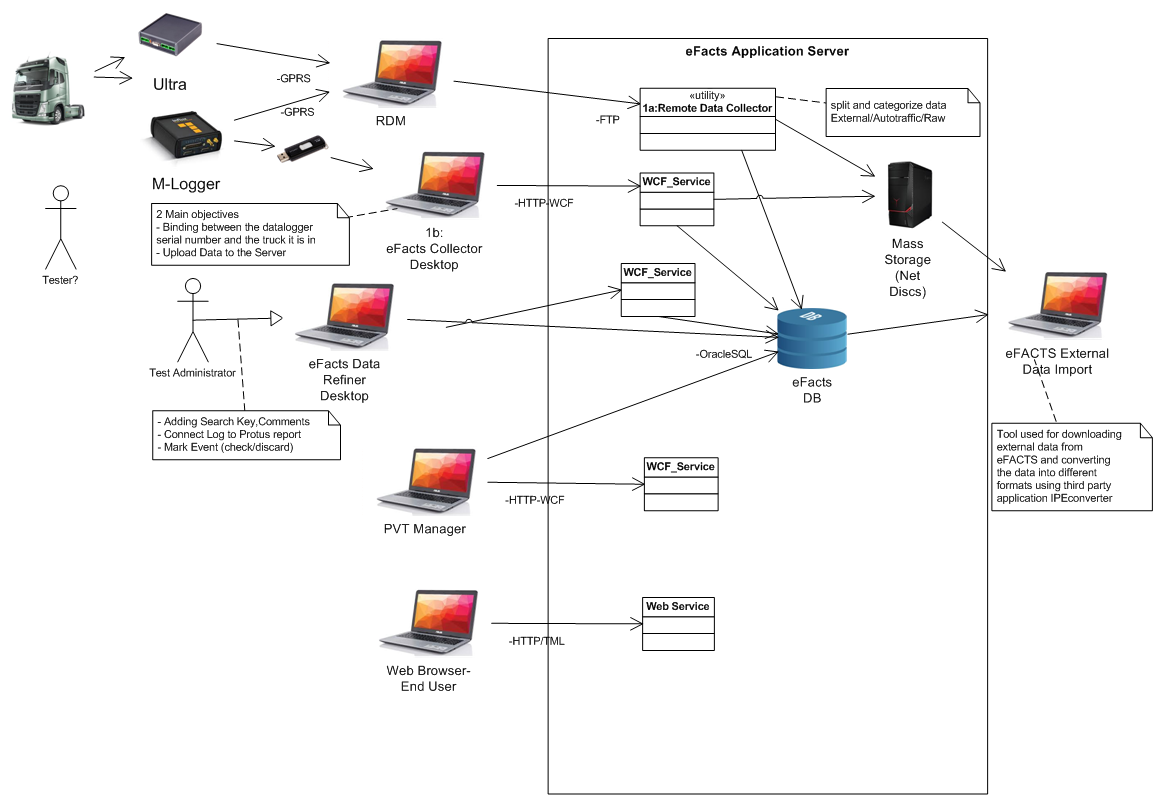 eFacts Application Server
Ultra
-GPRS
-GPRS
RDM
M-Logger
-FTP
«utility»
1a:Remote Data Collector
split and categorize data
External/Autotraffic/Raw
2 Main objectives
- Binding between the datalogger
serial number and the truck it is in
- Upload Data to the Server
1b:
eFacts Collector
Desktop
-HTTP-WCF
WCF_Service
Mass
Storage
(Net
Discs)
Tester?
Test Administrator
eFacts Data
Refiner
Desktop
WCF_Service
-OracleSQL
DB
eFacts
DB
eFACTS External
Data Import
- Adding Search Key,Comments
- Connect Log to Protus report
- Mark Event (check/discard)
Tool used for downloading
external data from
eFACTS and converting
the data into different
formats using third party
application IPEconverter
PVT Manager
-HTTP-WCF
WCF_Service
Web Browser-
End User
-HTTP/TML
Web Service